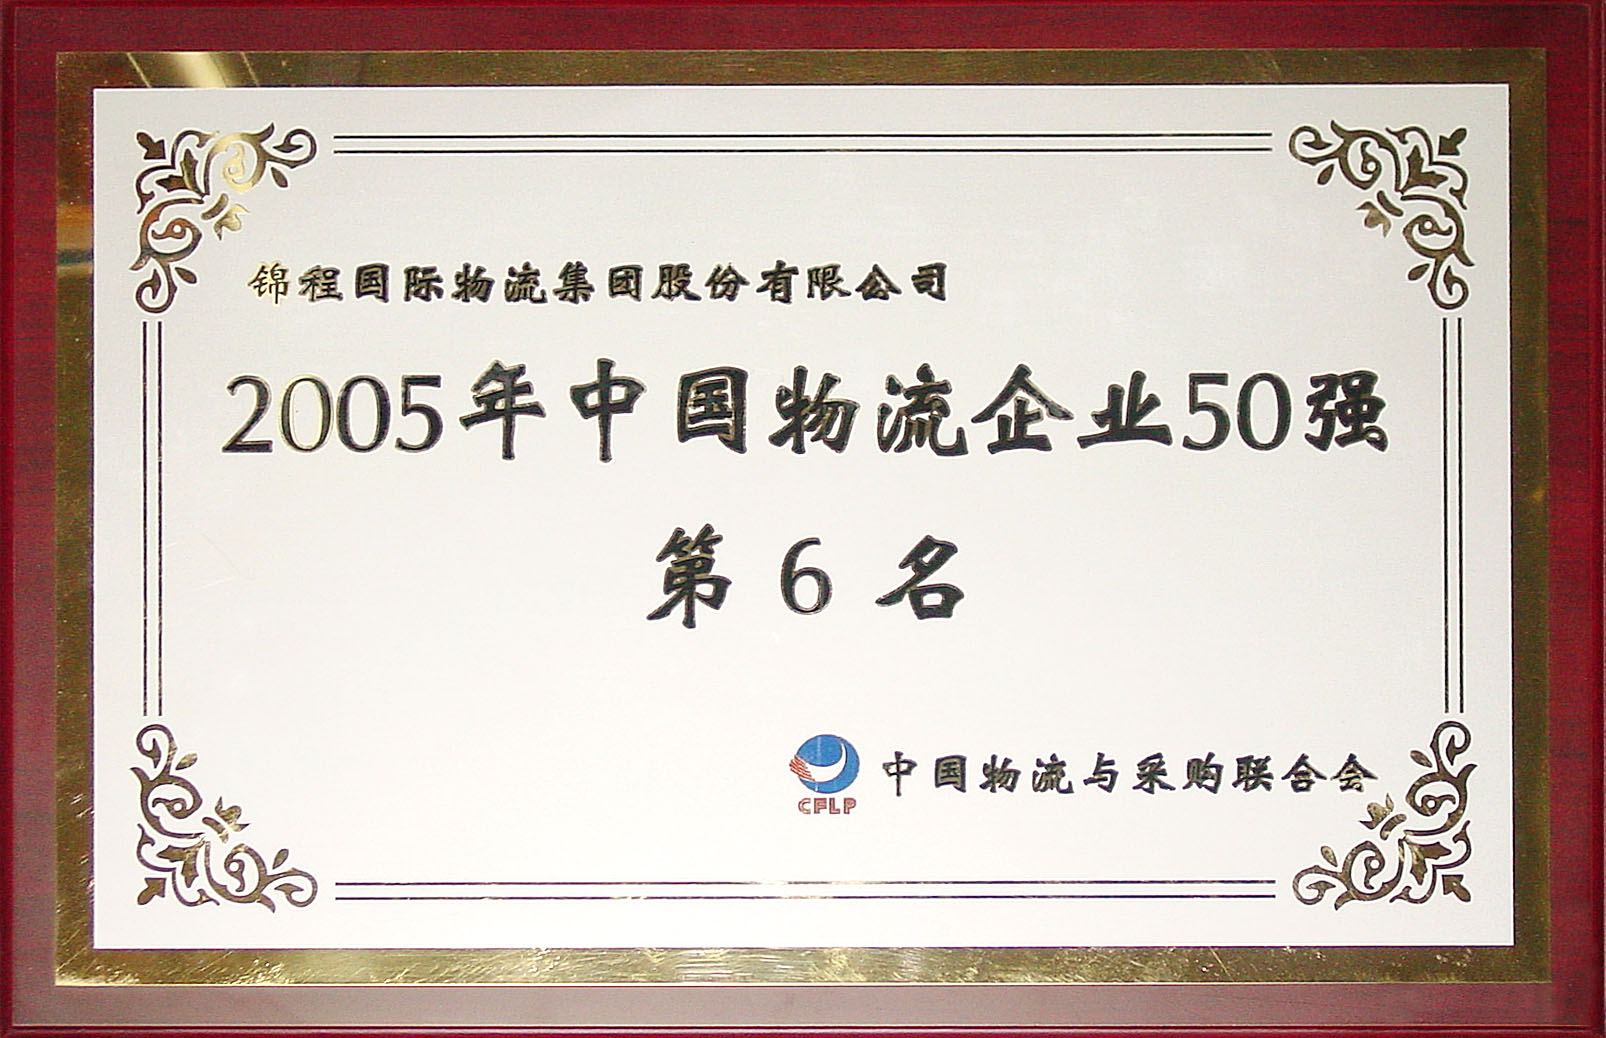 锦程国际物流集团股份有限公司
2005年中国物流企业50强
第6名
中国物流与采购联合会
CFLP